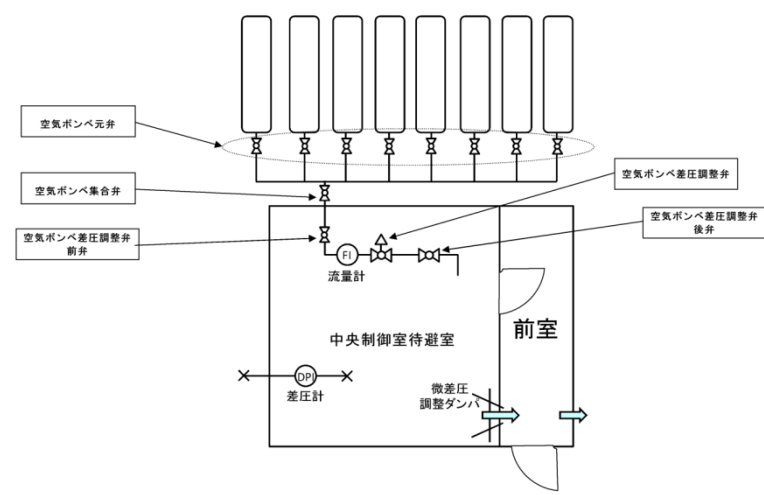 空気ボンベ元弁
空気ボンベ集合弁
空気ボンベ差圧調整弁
前弁
空気ボンベ差圧調整弁
空気ボンベ差圧調整弁
後弁
FI
流量計
中央制御室待避室
前室
DPI
差圧計
微差圧
調整ダンパ